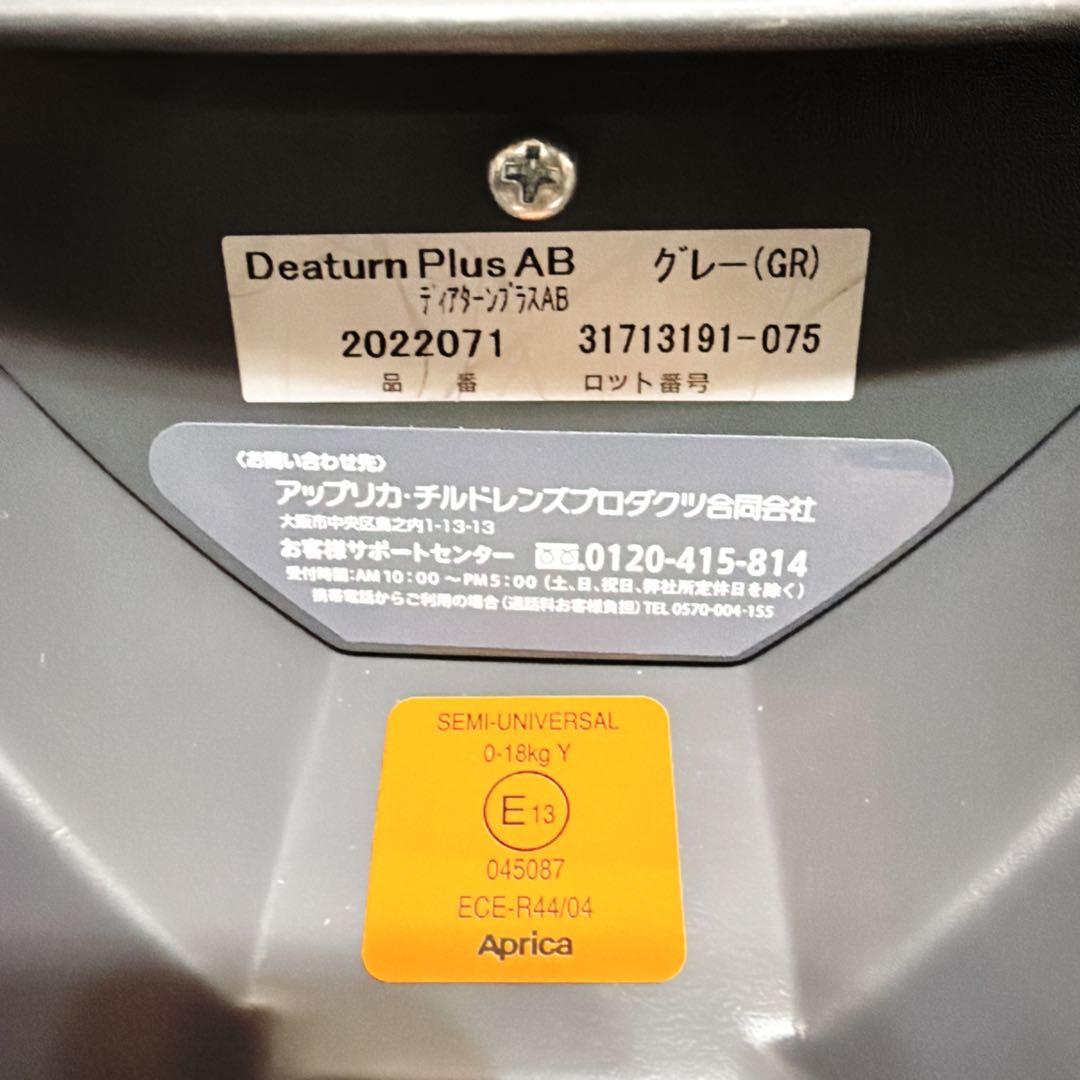 Deaturn Plus AB グレー(GR)
ディアターンプラスAB
2022071 31713191-075
品番 ロット番号
〈お問い合わせ先〉
アップリカ・チルドレンズプロダクツ合同会社
大阪市中央区島之内1-13-13
お客様サポートセンター 0120-415-814
受付時間:AM10:00 ~PM5:00 (土、日、祝日、弊社所定休日を除く)
携帯電話からご利用の場合(通話料お客様負担) TEL 0570-004-155
SEMI-UNIVERSAL
0-18kg Y
E13
045087
ECE-R44/04
Aprica